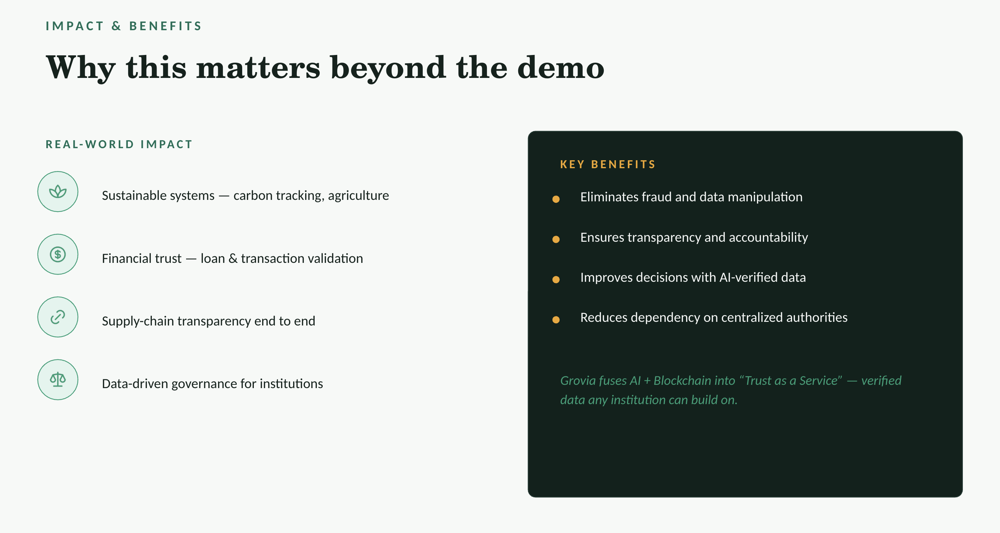 IMPACT & BENEFITS
Why this matters beyond the demo
REAL-WORLD IMPACT
Sustainable systems — carbon tracking, agriculture
Financial trust — loan & transaction validation
Supply-chain transparency end to end
Data-driven governance for institutions
KEY BENEFITS
Eliminates fraud and data manipulation
Ensures transparency and accountability
Improves decisions with AI-verified data
Reduces dependency on centralized authorities
Grovia fuses AI + Blockchain into “Trust as a Service” — verified
data any institution can build on.